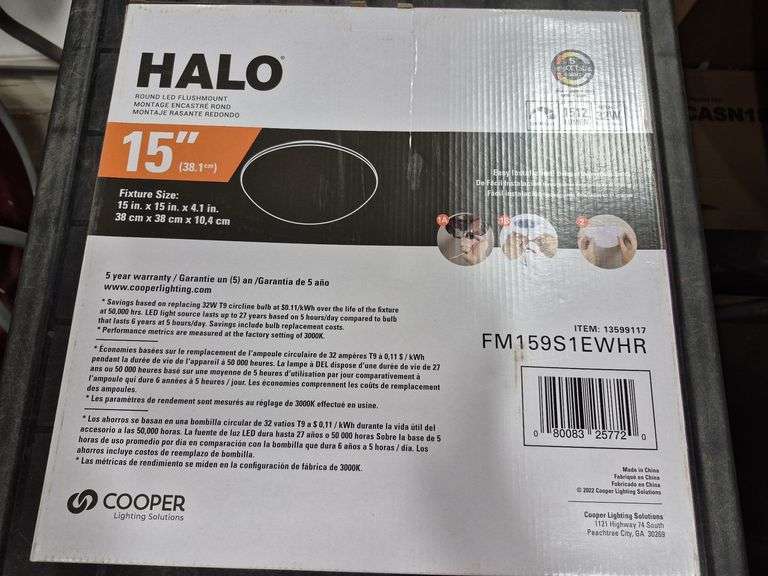 HALO
ROUND LED FLUSHMOUNT
MONTAGE ENCASTRE ROND
MONTAJE RASANTE REDONDO
15" (38.1cm)
Fixture Size:
15 in. x 15 in. x 4.1 in.
38 cm x 38 cm x 10,4 cm
1A
1B
2
CASN1
5 year warranty / Garantie un (5) an /Garantia de 5 año
www.cooperlighting.com
* Savings based on replacing 32W T9 circline bulb at $0.11/kWh over the life of the fixture
at 50,000 hrs. LED light source lasts up to 27 years based on 5 hours/day compared to bulb
that lasts 6 years at 5 hours/day. Savings include bulb replacement costs.
* Performance metrics are measured at the factory setting of 3000K.
* Économies basées sur le remplacement de l'ampoule circulaire de 32 ampères T9 à 0,11 $ / kWh
pendant la durée de vie de l'appareil à 50 000 heures. La lampe à DEL dispose d'une durée de vie de 27
ans ou 50 000 heures basé sur une moyenne de 5 heures d'utilisation par jour comparativement à
l'ampoule qui dure 6 années à 5 heures / jour. Les économies comprennent les coûts de remplacement
des ampoules.
* Les paramètres de rendement sont mesurés au réglage de 3000K effectué en usine.
* Los ahorros se basan en una bombilla circular de 32 vatios T9 a $ 0,11 / kWh durante la vida útil del
accesorio a las 50,000 horas. La fuente de luz LED dura hasta 27 años o 50 000 horas Sobre la base de 5
horas de uso promedio por día en comparación con la bombilla que dura 6 años a 5 horas / día. Los
ahorros incluye costos de reemplazo de bombilla.
* Las métricas de rendimiento se miden en la configuración de fábrica de 3000K.
ITEM: 13599117
FM159S1EWHR
0 80083 25772 0
Made in China
Fabriqué en Chine
Fabricado en China
© 2022 Cooper Lighting Solutions
COOPER
Lighting Solutions
Cooper Lighting Solutions
1121 Highway 74 South
Peachtree City, GA 30269